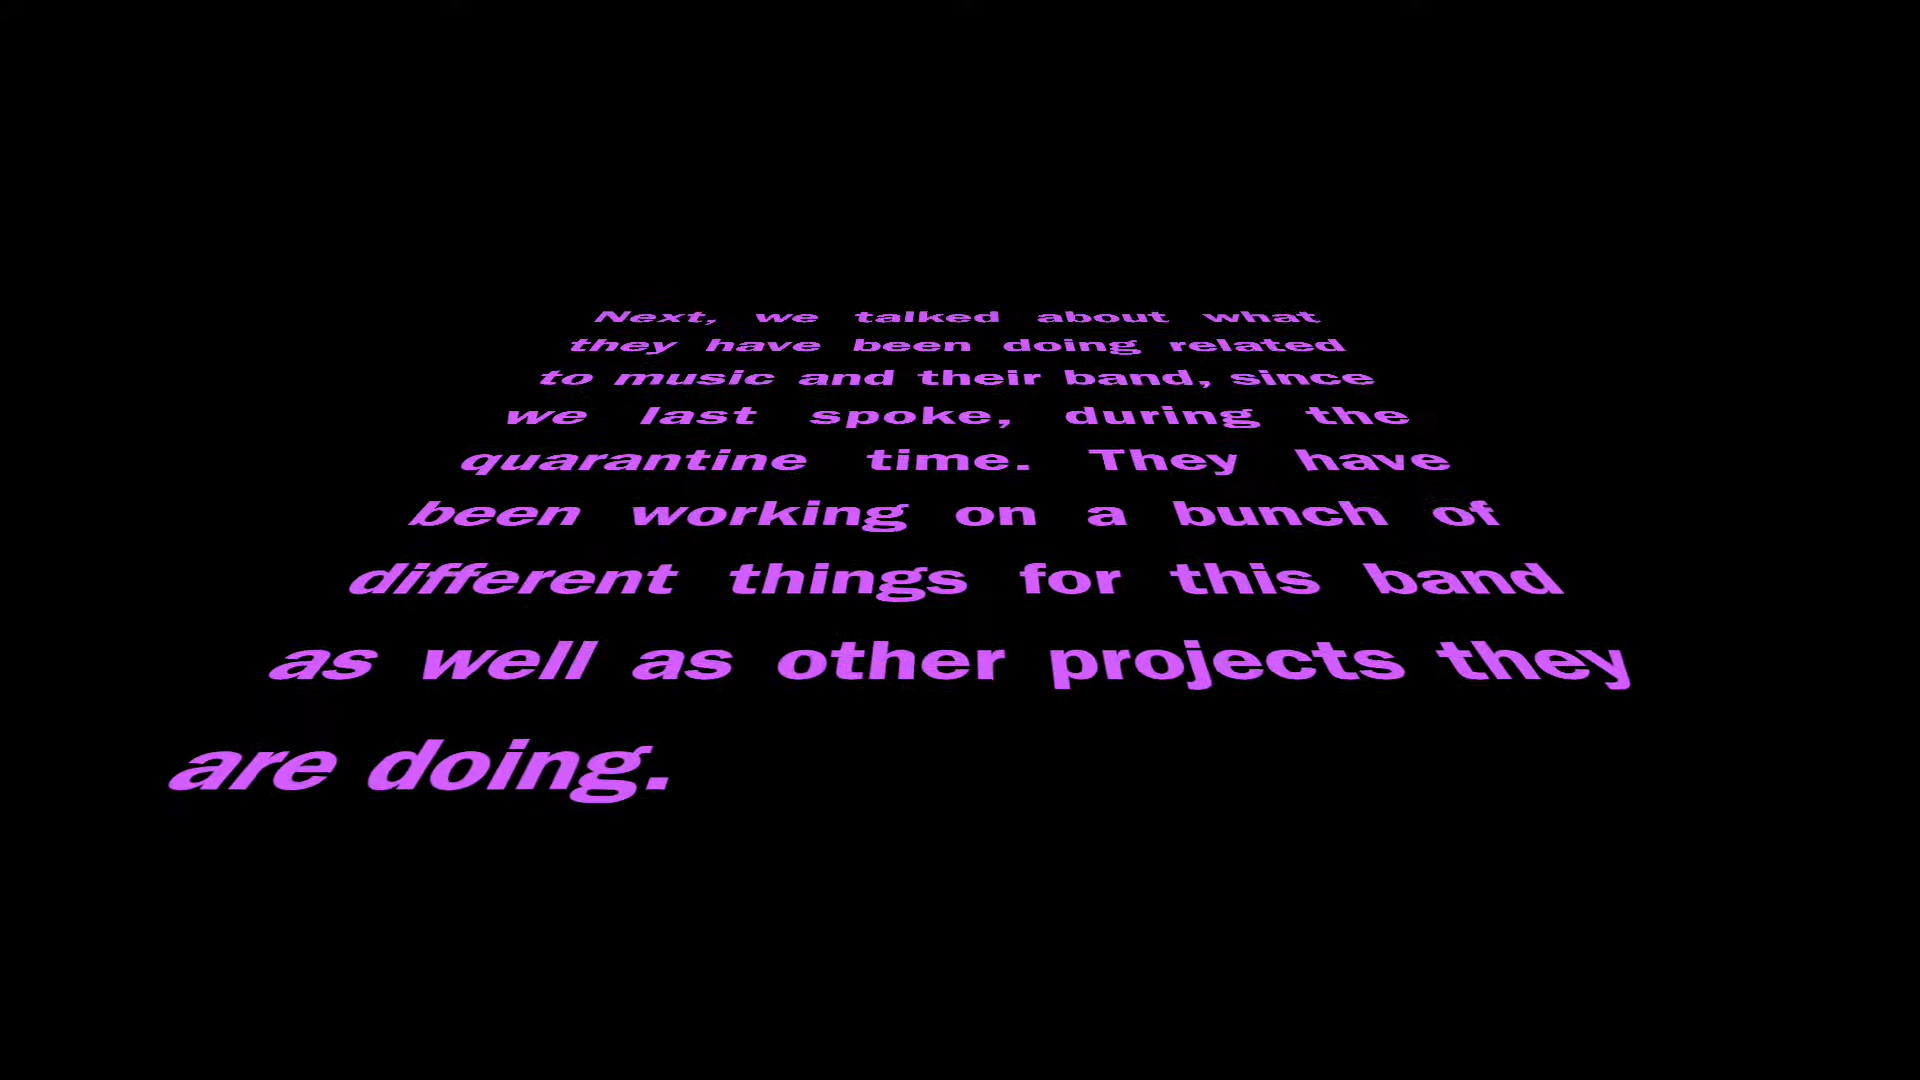 Next, we talked about what
they have been doing related
to music and their band, since
we last spoke, during the
quarantine time. They have
been working on a bunch of
different things for this band
as well as other projects they
are doing.